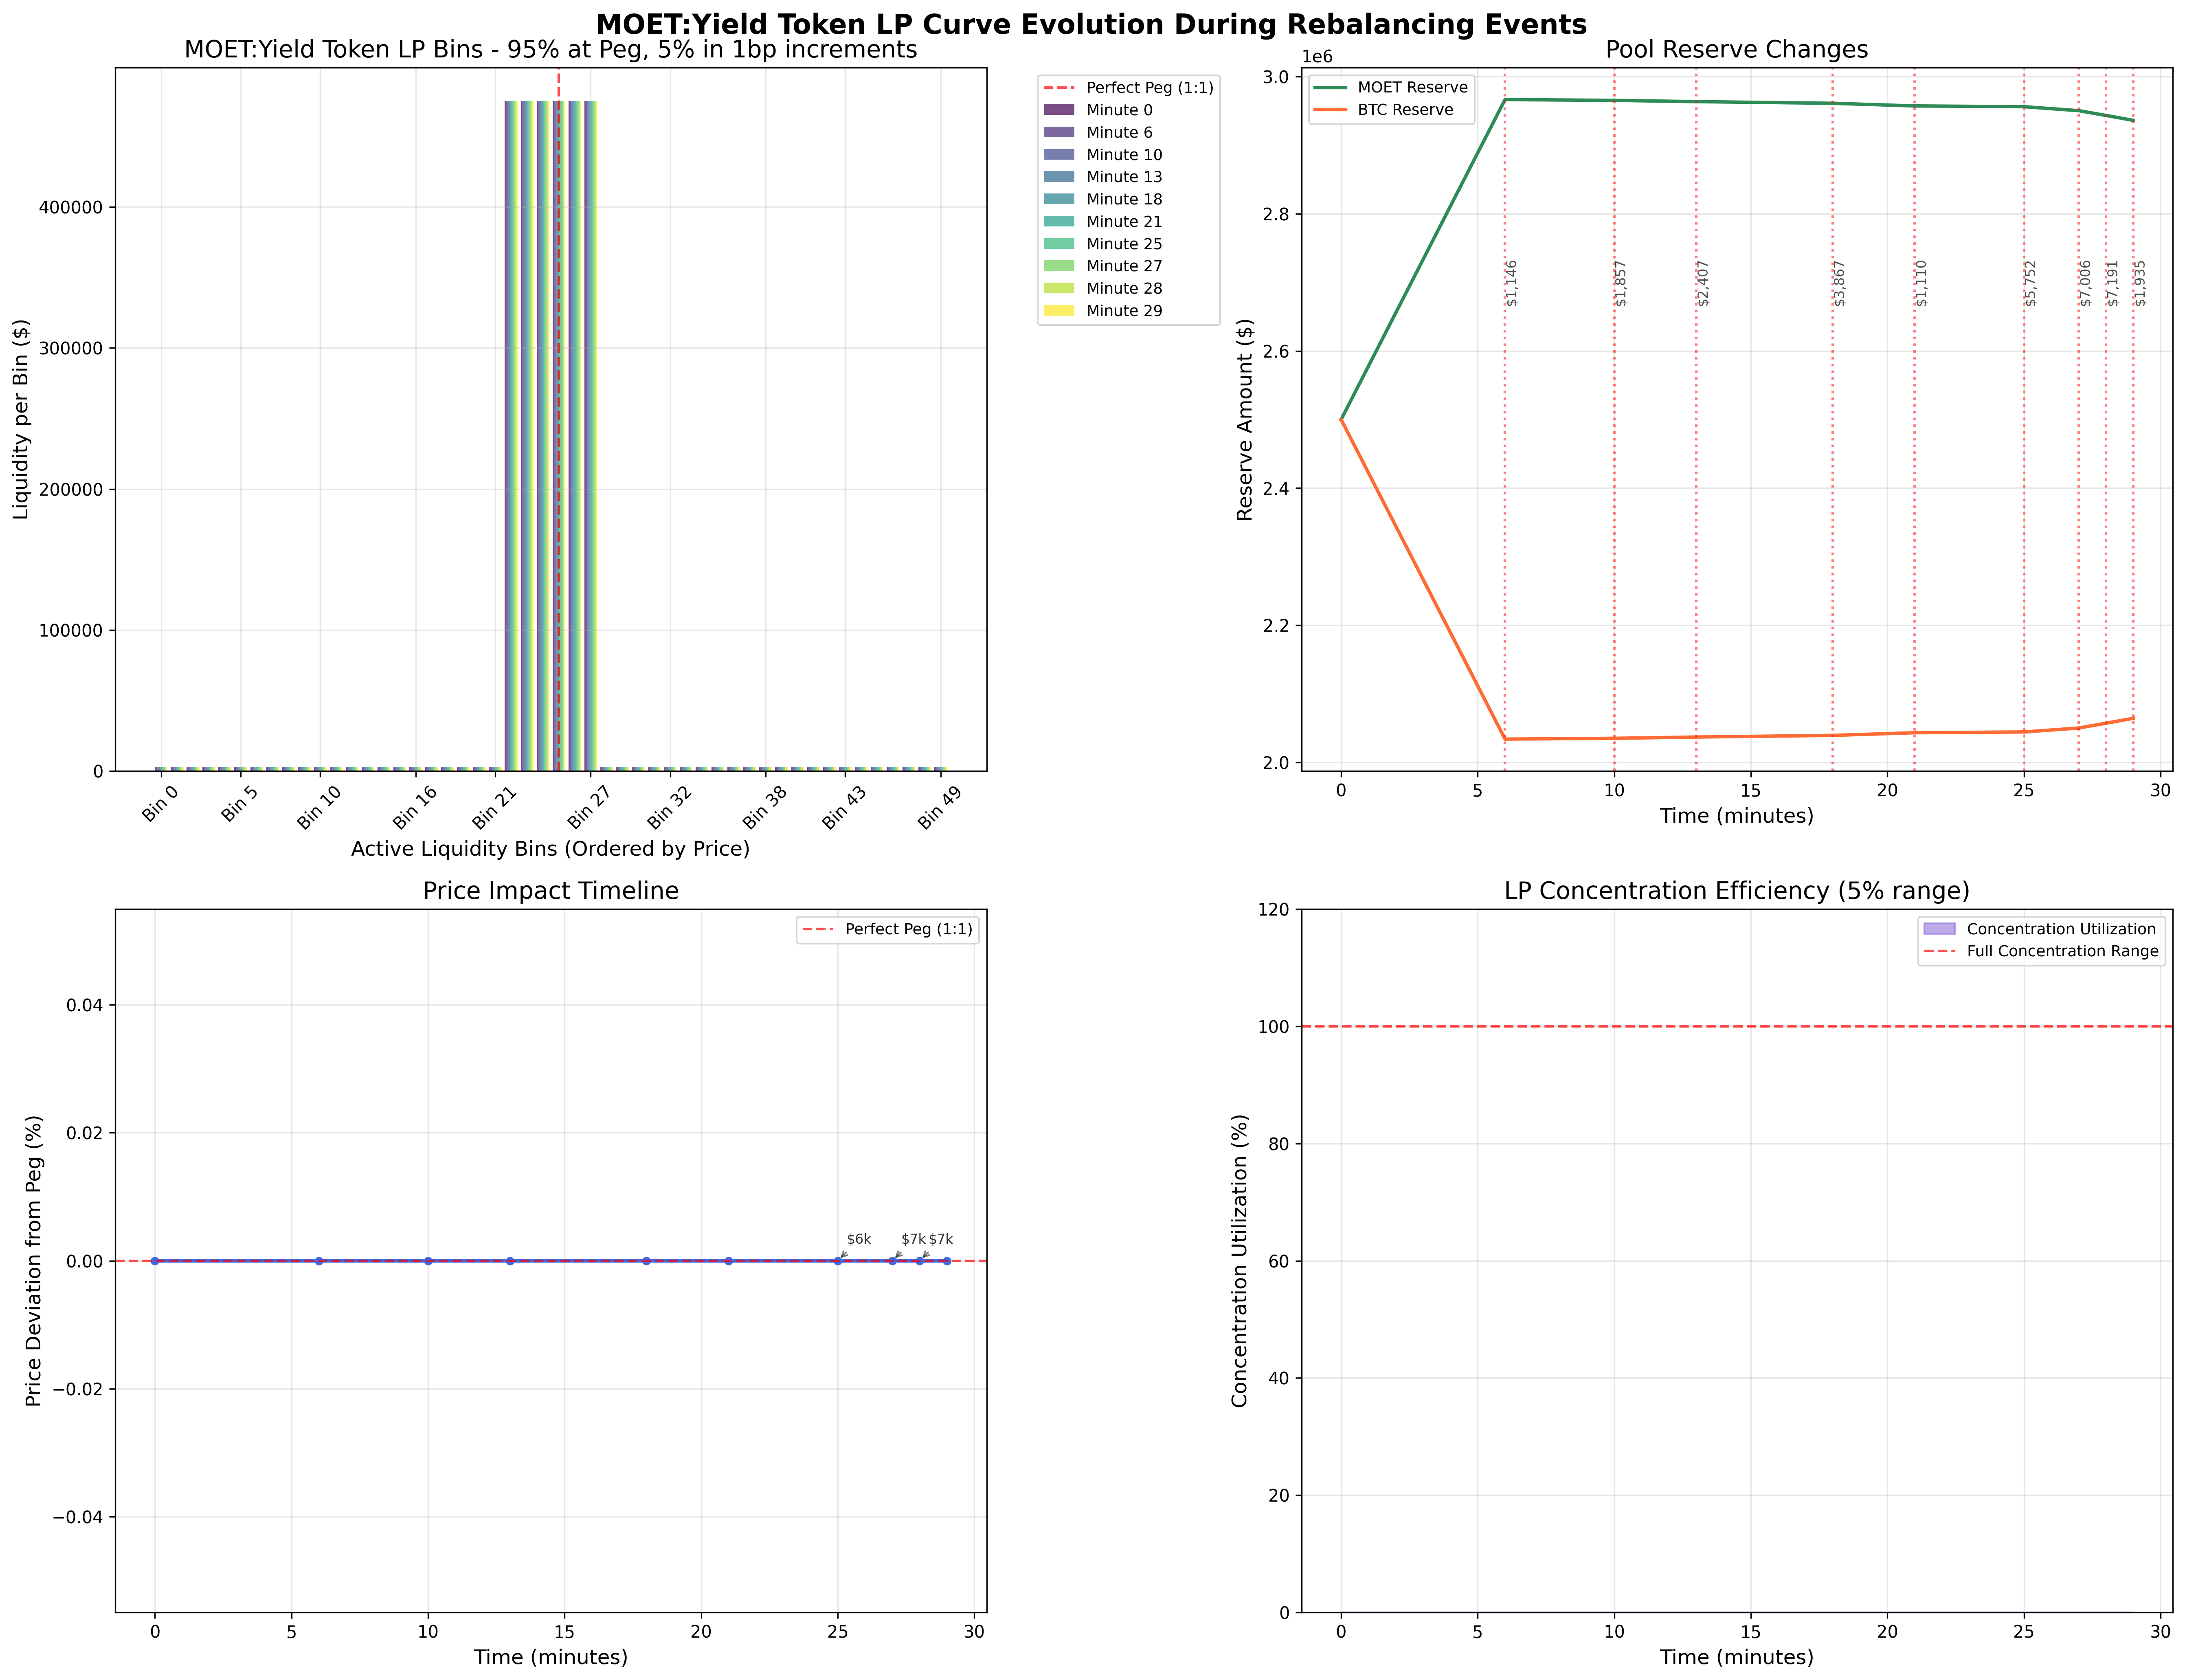 MOET:Yield Token LP Curve Evolution During Rebalancing Events
MOET:Yield Token LP Bins - 95% at Peg, 5% in 1bp increments
Liquidity per Bin ($)
400000
300000
200000
100000
0
Bin 0
Bin 5
Bin 10
Bin 16
Bin 21
Bin 27
Bin 32
Bin 38
Bin 43
Bin 49
Active Liquidity Bins (Ordered by Price)
Perfect Peg (1:1)
Minute 0
Minute 6
Minute 10
Minute 13
Minute 18
Minute 21
Minute 25
Minute 27
Minute 28
Minute 29
Pool Reserve Changes
1e6
Reserve Amount ($)
3.0
2.8
2.6
2.4
2.2
2.0
MOET Reserve
BTC Reserve
$1,146
$1,857
$2,407
$3,867
$1,110
$5,752
$7,006
$7,191
$1,935
0
5
10
15
20
25
30
Time (minutes)
Price Impact Timeline
Price Deviation from Peg (%)
0.04
0.02
0.00
−0.02
−0.04
Perfect Peg (1:1)
$6k
$7k
$7k
0
5
10
15
20
25
30
Time (minutes)
LP Concentration Efficiency (5% range)
Concentration Utilization (%)
120
100
80
60
40
20
0
Concentration Utilization
Full Concentration Range
0
5
10
15
20
25
30
Time (minutes)